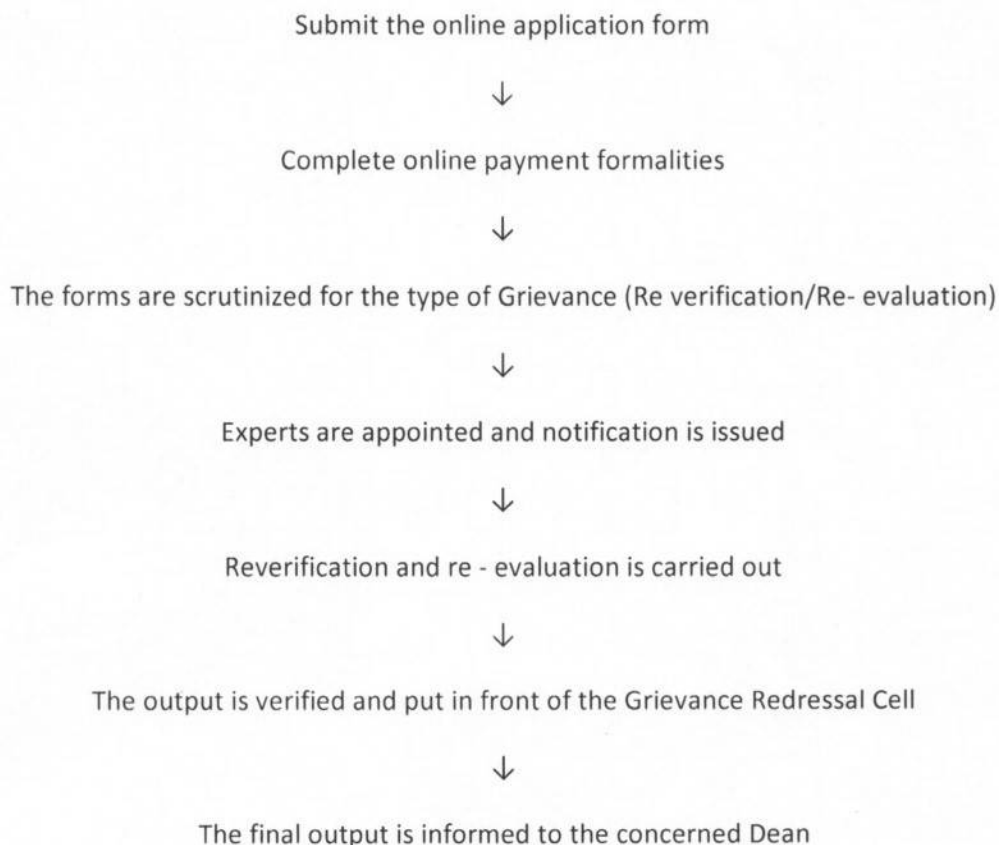 Submit the online application form
↓
Complete online payment formalities
↓
The forms are scrutinized for the type of Grievance (Re verification/Re- evaluation)
↓
Experts are appointed and notification is issued
↓
Reverification and re - evaluation is carried out
↓
The output is verified and put in front of the Grievance Redressal Cell
↓
The final output is informed to the concerned Dean